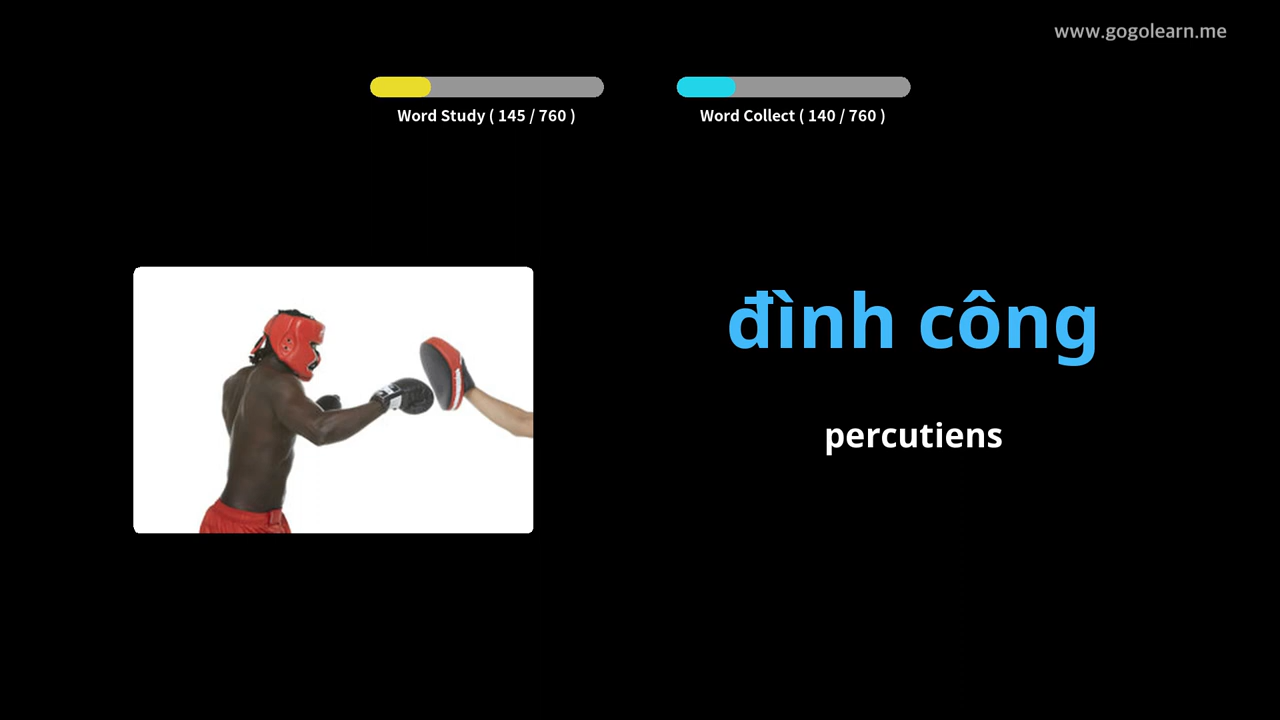 www.gogolearn.me
Word Study ( 145 / 760 )
Word Collect ( 140 / 760 )
đình công
percutiens